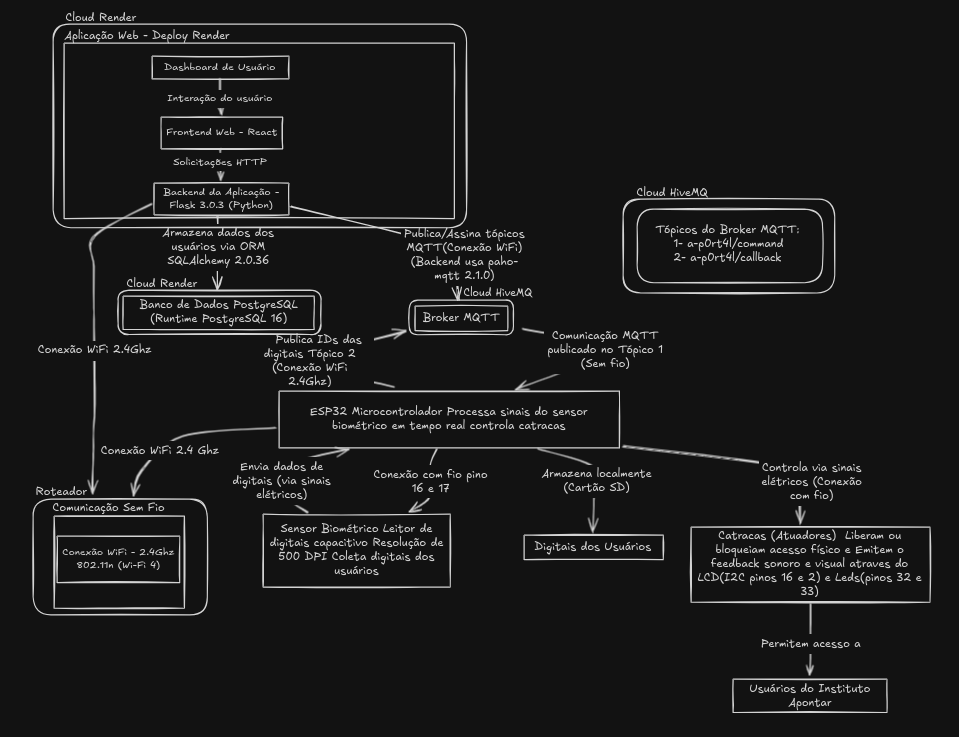 Cloud Render
Aplicação Web - Deploy Render
Dashboard de Usuário
Interação do usuário
Frontend Web - React
Solicitações HTTP
Backend da Aplicação -
Flask 3.0.3 (Python)
Armazena dados dos
usuários via ORM
SQLAlchemy 2.0.36
Publica/Assina tópicos
MQTT(Conexão WiFi)
(Backend usa paho-
mqtt 2.1.0)
Cloud HiveMQ
Tópicos do Broker MQTT:
1- a-p0rt4l/command
2- a-p0rt4l/callback
Cloud Render
Banco de Dados PostgreSQL
(Runtime PostgreSQL 16)
Cloud HiveMQ
Broker MQTT
Conexão WiFi 2.4Ghz
Publica IDs das
digitais Tópico 2
(Conexão WiFi
2.4Ghz)
Comunicação MQTT
publicado no Tópico 1
(Sem fio)
ESP32 Microcontrolador Processa sinais do sensor
biométrico em tempo real controla catracas
Conexão WiFi 2.4 Ghz
Envia dados de
digitais (via sinais
elétricos)
Conexão com fio pino
16 e 17
Armazena localmente
(Cartão SD)
Controla via sinais
elétricos (Conexão
com fio)
Roteador
Comunicação Sem Fio
Conexão WiFi - 2.4Ghz
802.11n (Wi-Fi 4)
Sensor Biométrico Leitor de
digitais capacitivo Resolução de
500 DPI Coleta digitais dos
usuários
Digitais dos Usuários
Catracas (Atuadores) Liberam ou
bloqueiam acesso físico e Emitem o
feedback sonoro e visual atraves do
LCD(I2C pinos 16 e 2) e Leds(pinos 32 e
33)
Permitem acesso a
Usuários do Instituto
Apontar